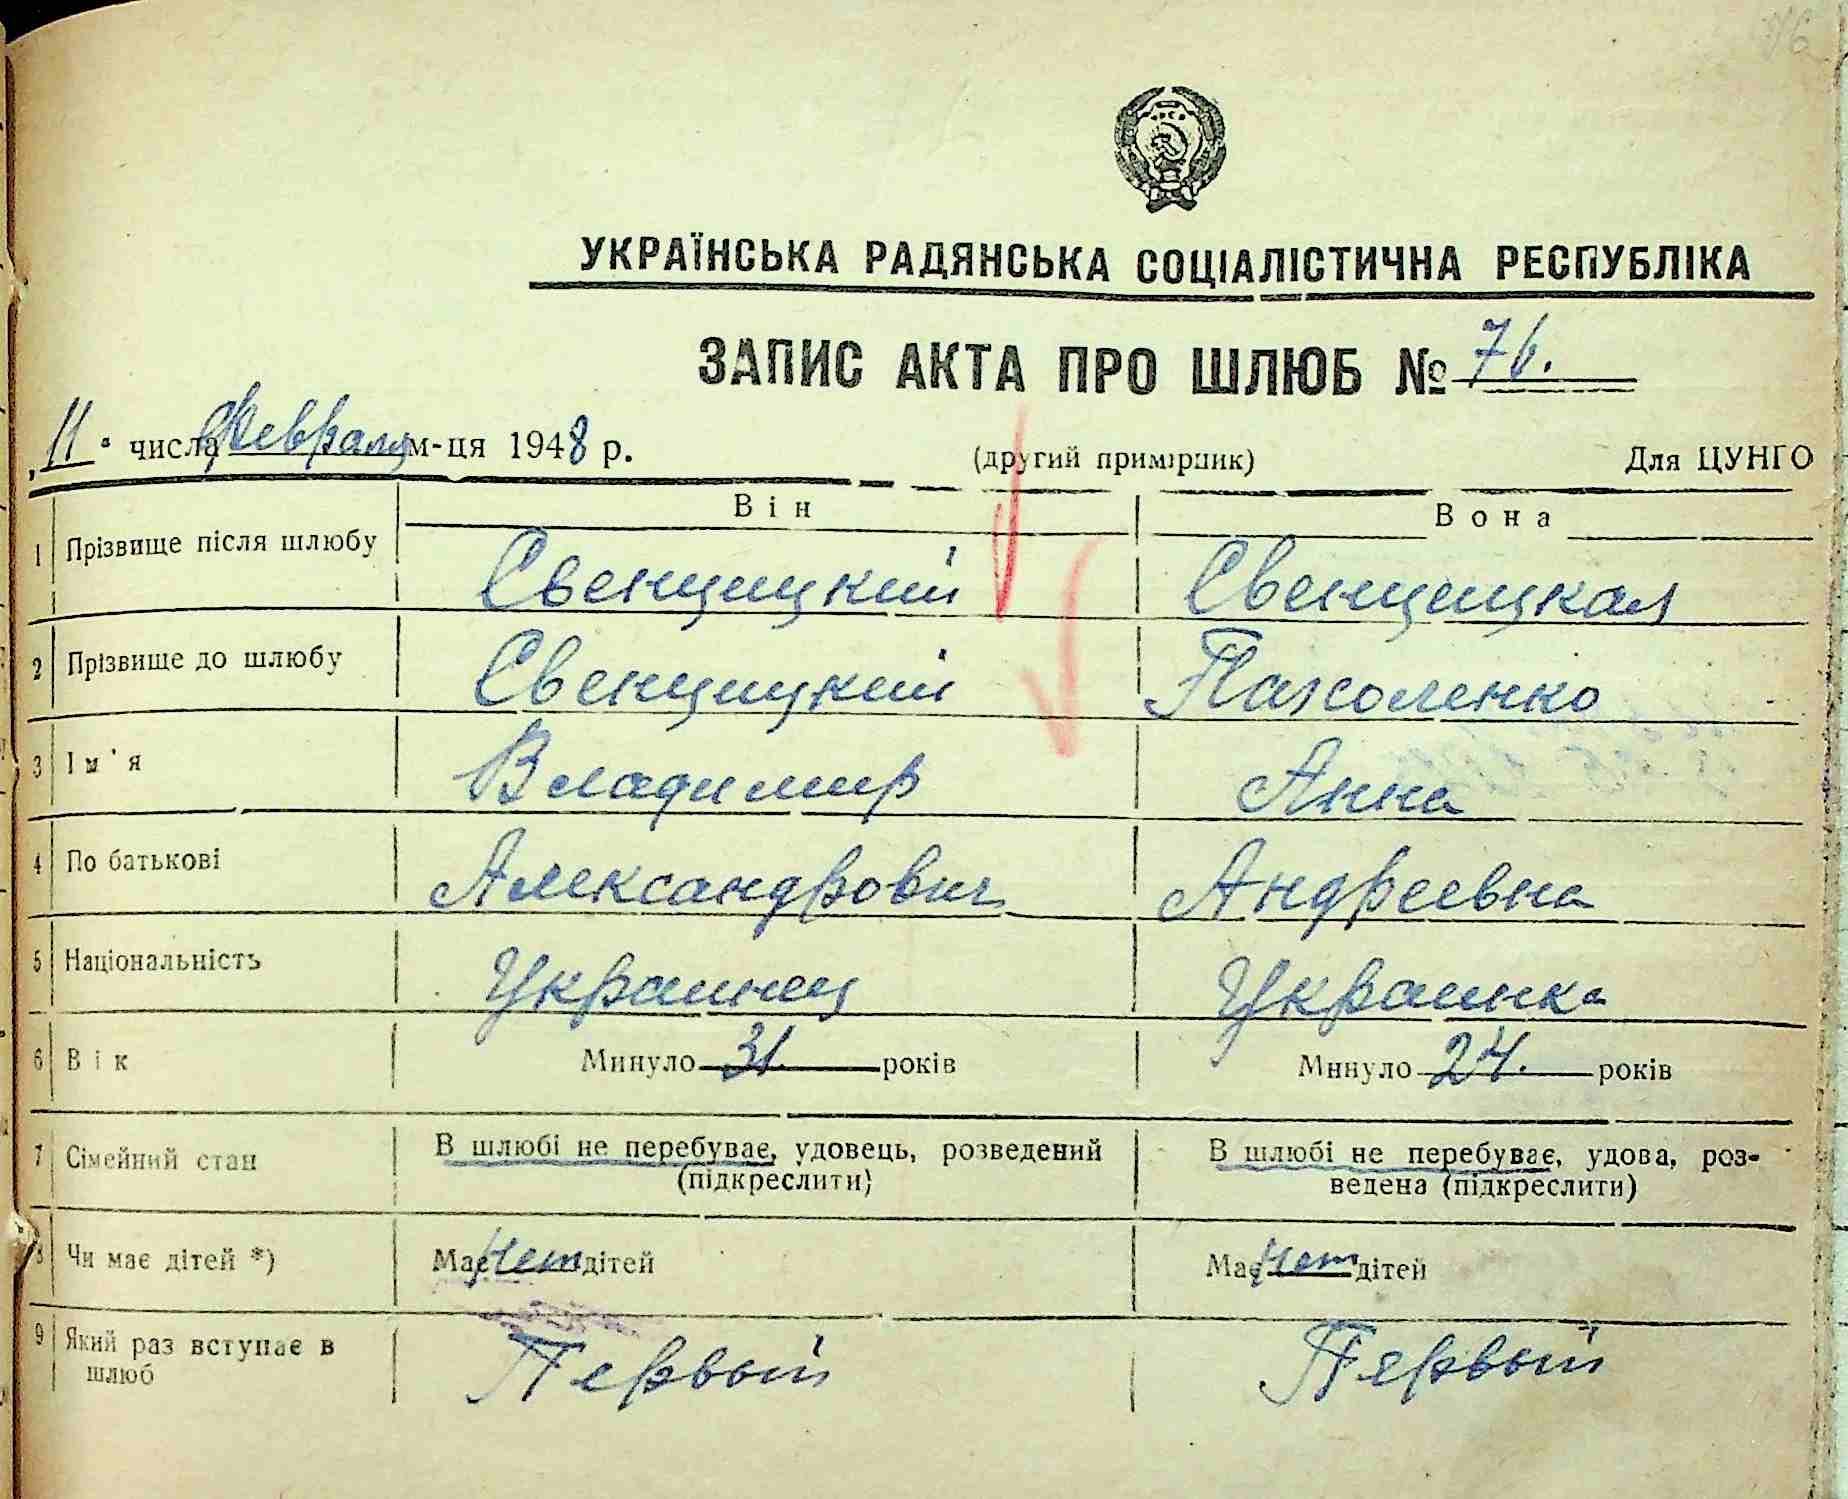 УКРАЇНСЬКА РАДЯНСЬКА СОЦІАЛІСТИЧНА РЕСПУБЛІКА
ЗАПИС АКТА ПРО ШЛЮБ № 76.
„11" числа Февраля м-ця 1948 р. (другий примірник) Для ЦУНГО
Він Вона
1 Прізвище після шлюбу Свенцицкий Свенцицкая
2 Прізвище до шлюбу Свенцицкий
3 Ім'я Владимир Анна
4 По батькові Александрович Андреевна
5 Національність Украинец Украинка
6 Вік Минуло 31. років Минуло 24. років
7 Сімейний стан В шлюбі не перебуває, удовець, розведений В шлюбі не перебуває, удова, роз-
(підкреслити) ведена (підкреслити)
8 Чи має дітей *) Має нет дітей Має нет дітей
9 Який раз вступає в Первый Первый
шлюб